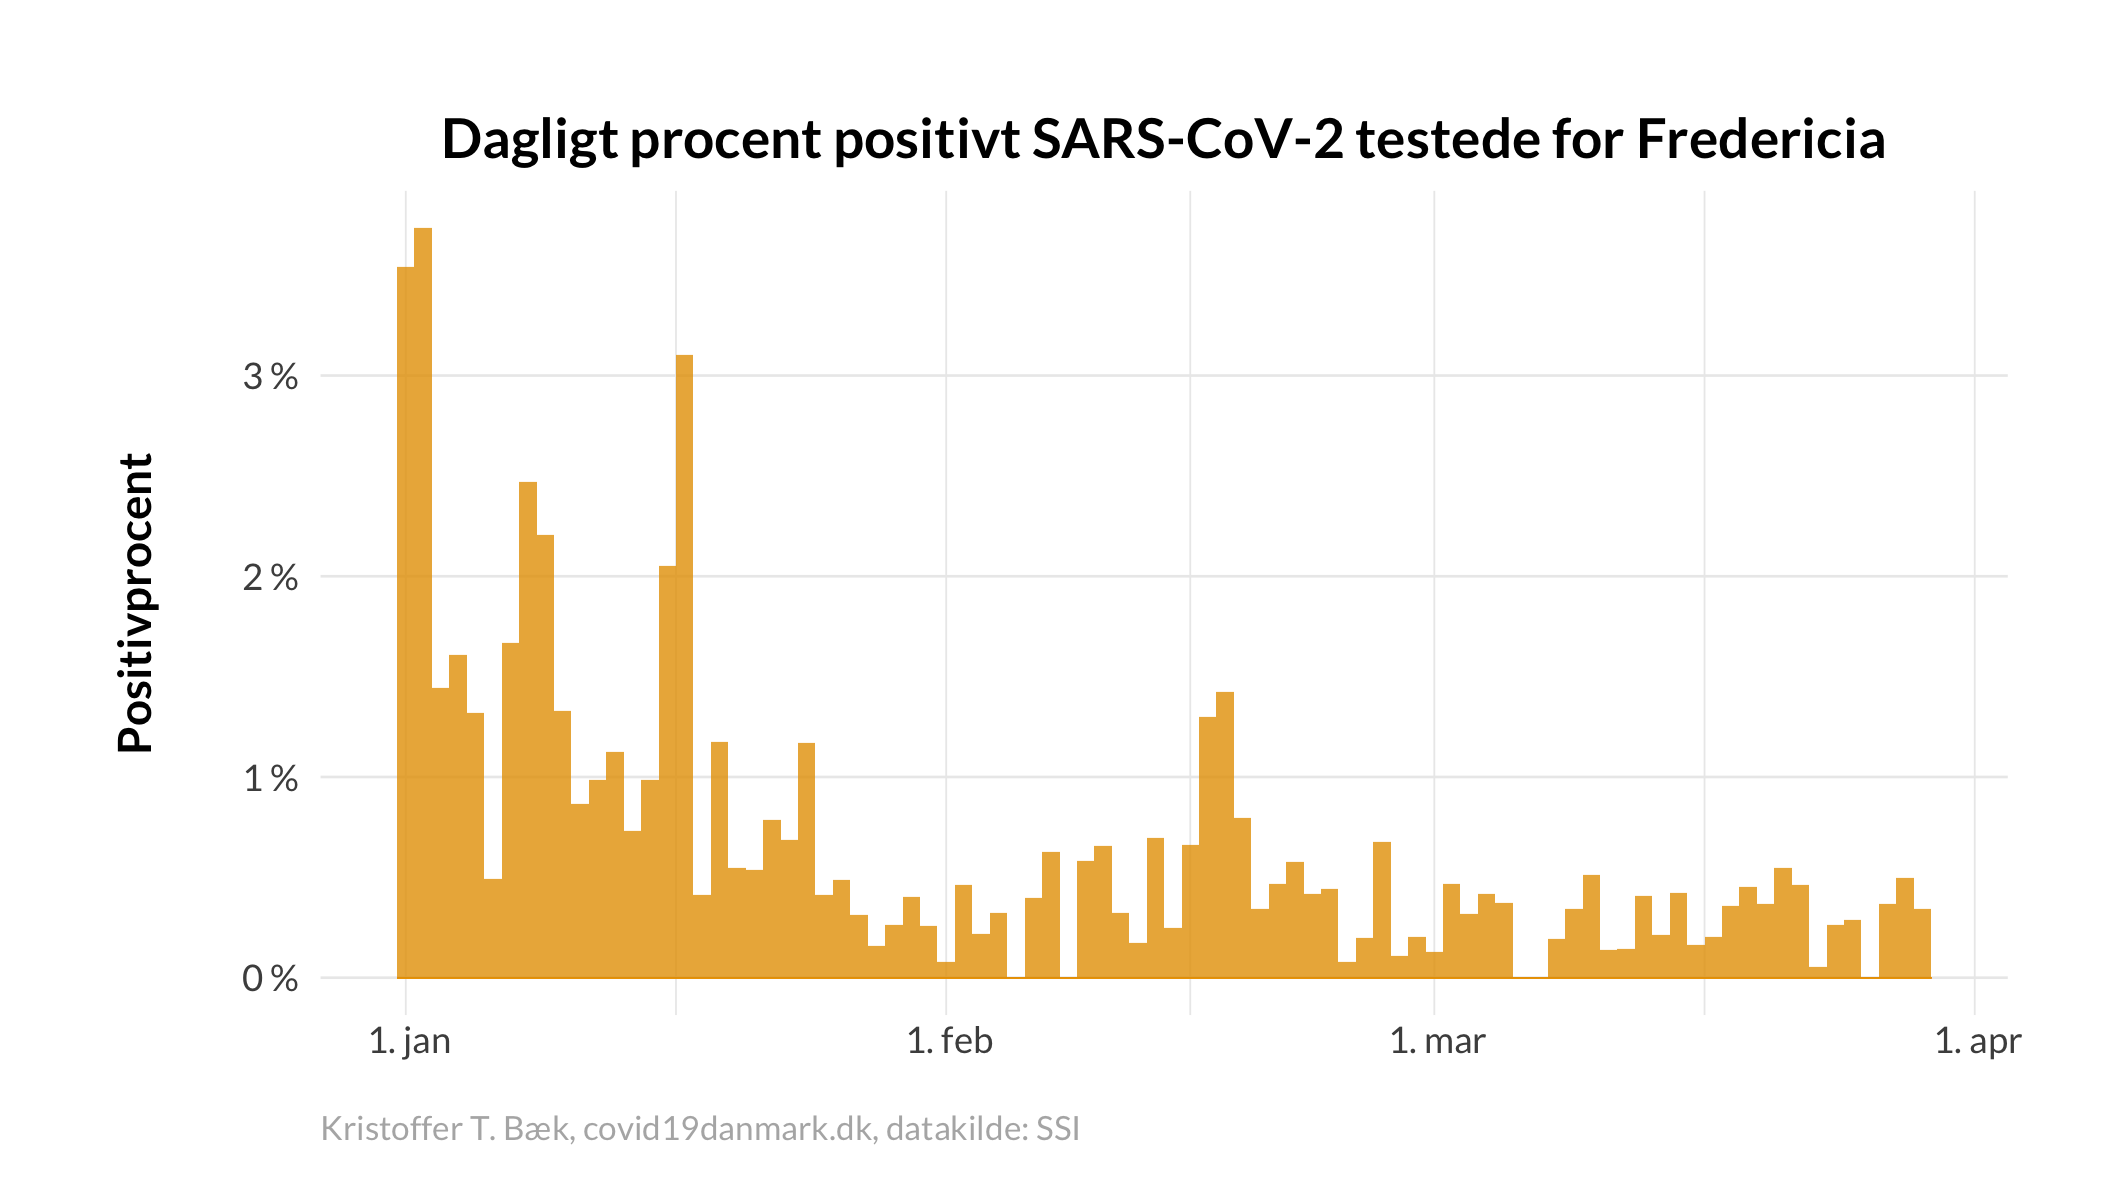 Dagligt procent positivt SARS-CoV-2 testede for Fredericia
Positivprocent
3 %
2 %
1 %
0 %
1. jan
1. feb
1. mar
1. apr
Kristoffer T. Bæk, covid19danmark.dk, datakilde: SSI